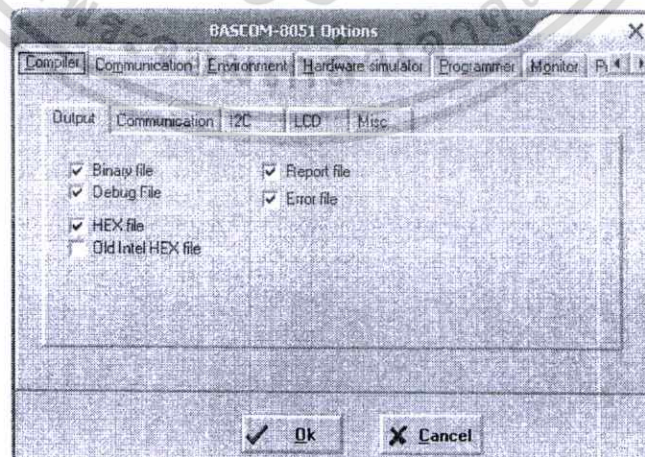 BASCOM-8051 Options
Compiler Communication Environment Hardware simulator Programmer Monitor
Output Communication I2C LCD Misc
Binary file Report file
Debug File Error file
HEX file
Old Intel HEX file
Ok Cancel